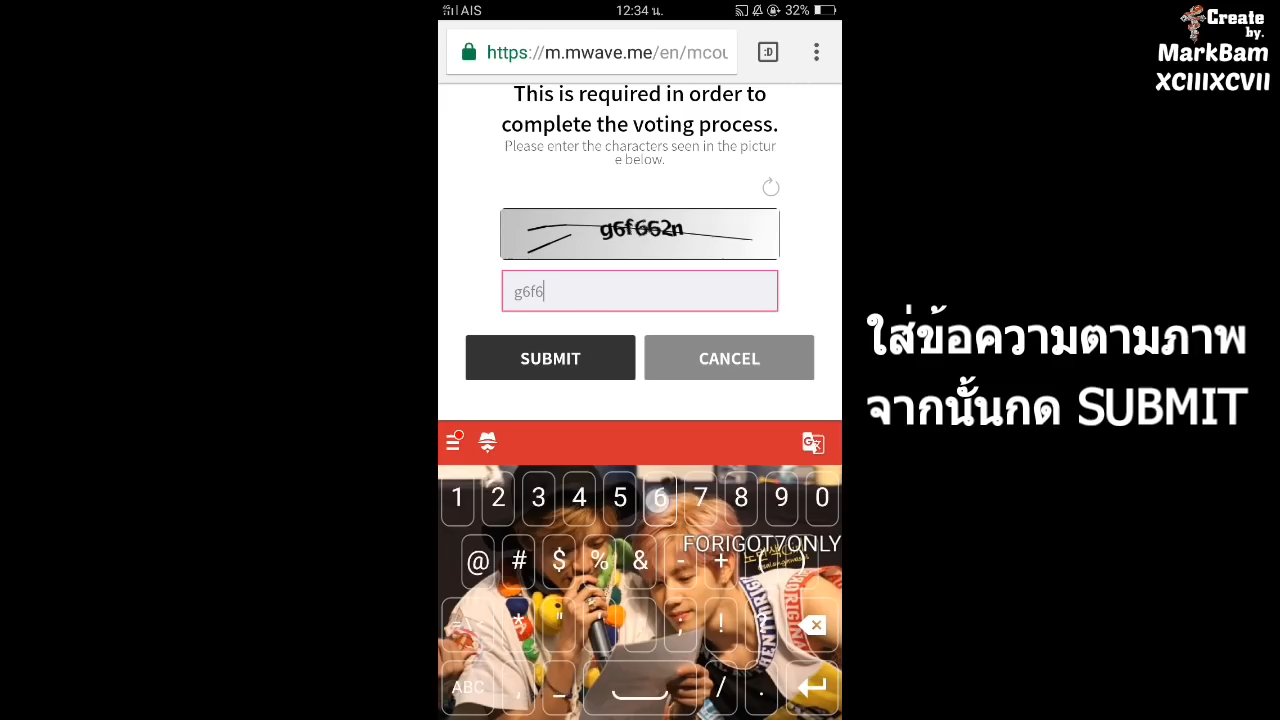 AIS
12:34 น.
32%
Create
by.
MarkBam
XCIIIXCVII
https://m.mwave.me/en/mcou
:D
This is required in order to
complete the voting process.
Please enter the characters seen in the pictur
e below.
g6f662n
g6f6
SUBMIT
CANCEL
ใส่ข้อความตามภาพ
จากนั้นกด SUBMIT
1 2 3 4 5 6 7 8 9 0
FORIGOT7ONLY
@ # $ % & - + ( )
* " ; !
ABC , _ / .